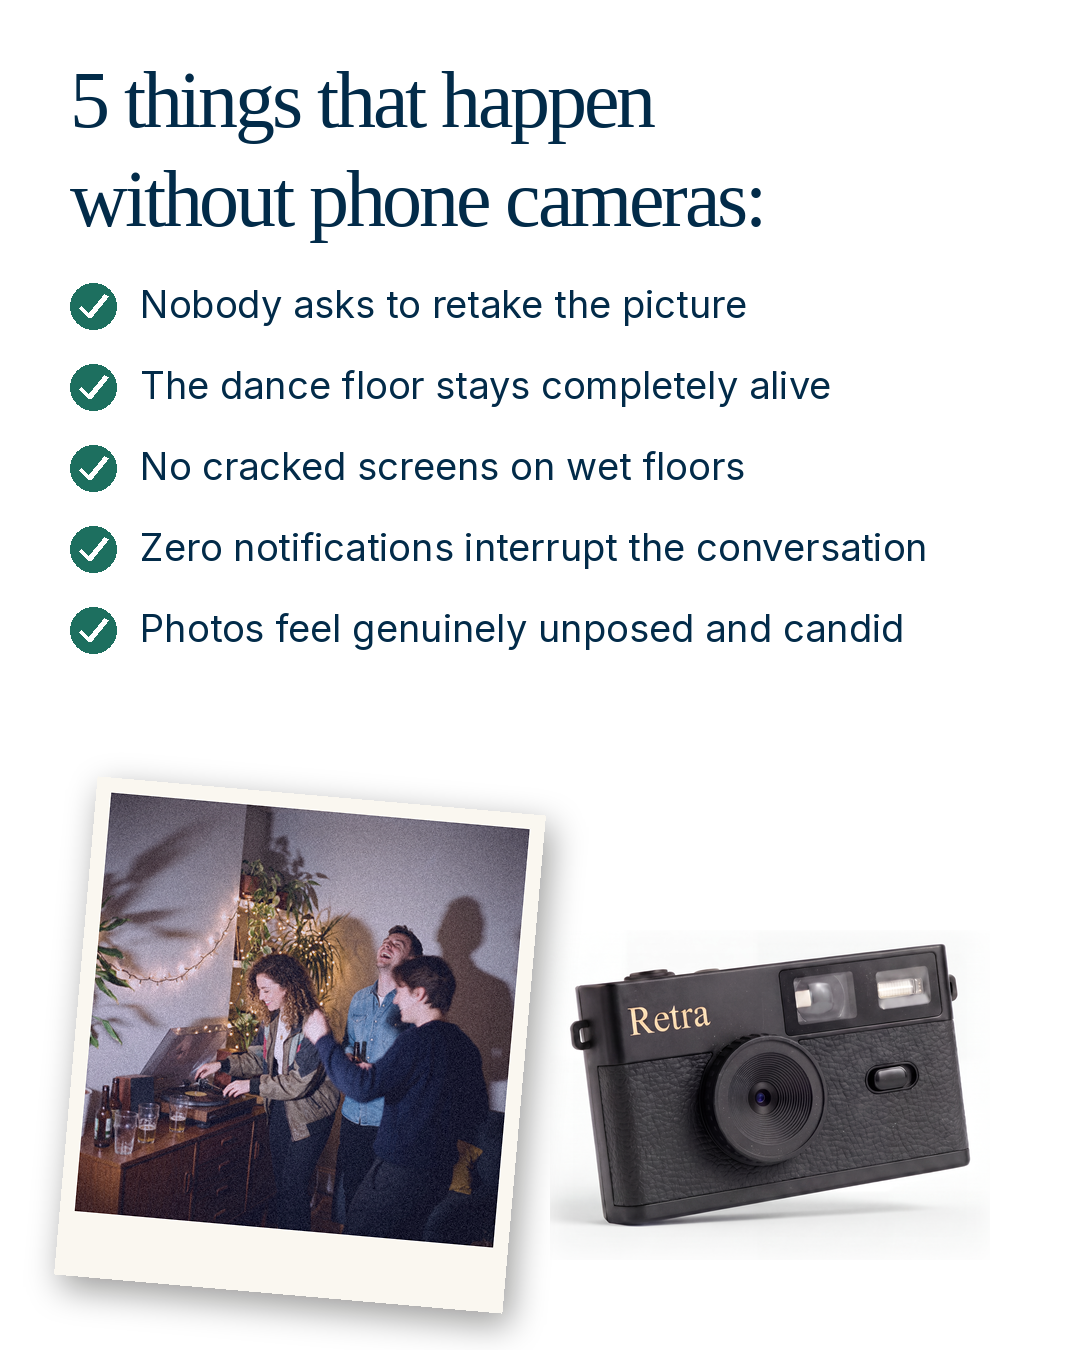 5 things that happen
without phone cameras:
Nobody asks to retake the picture
The dance floor stays completely alive
No cracked screens on wet floors
Zero notifications interrupt the conversation
Photos feel genuinely unposed and candid
Retra